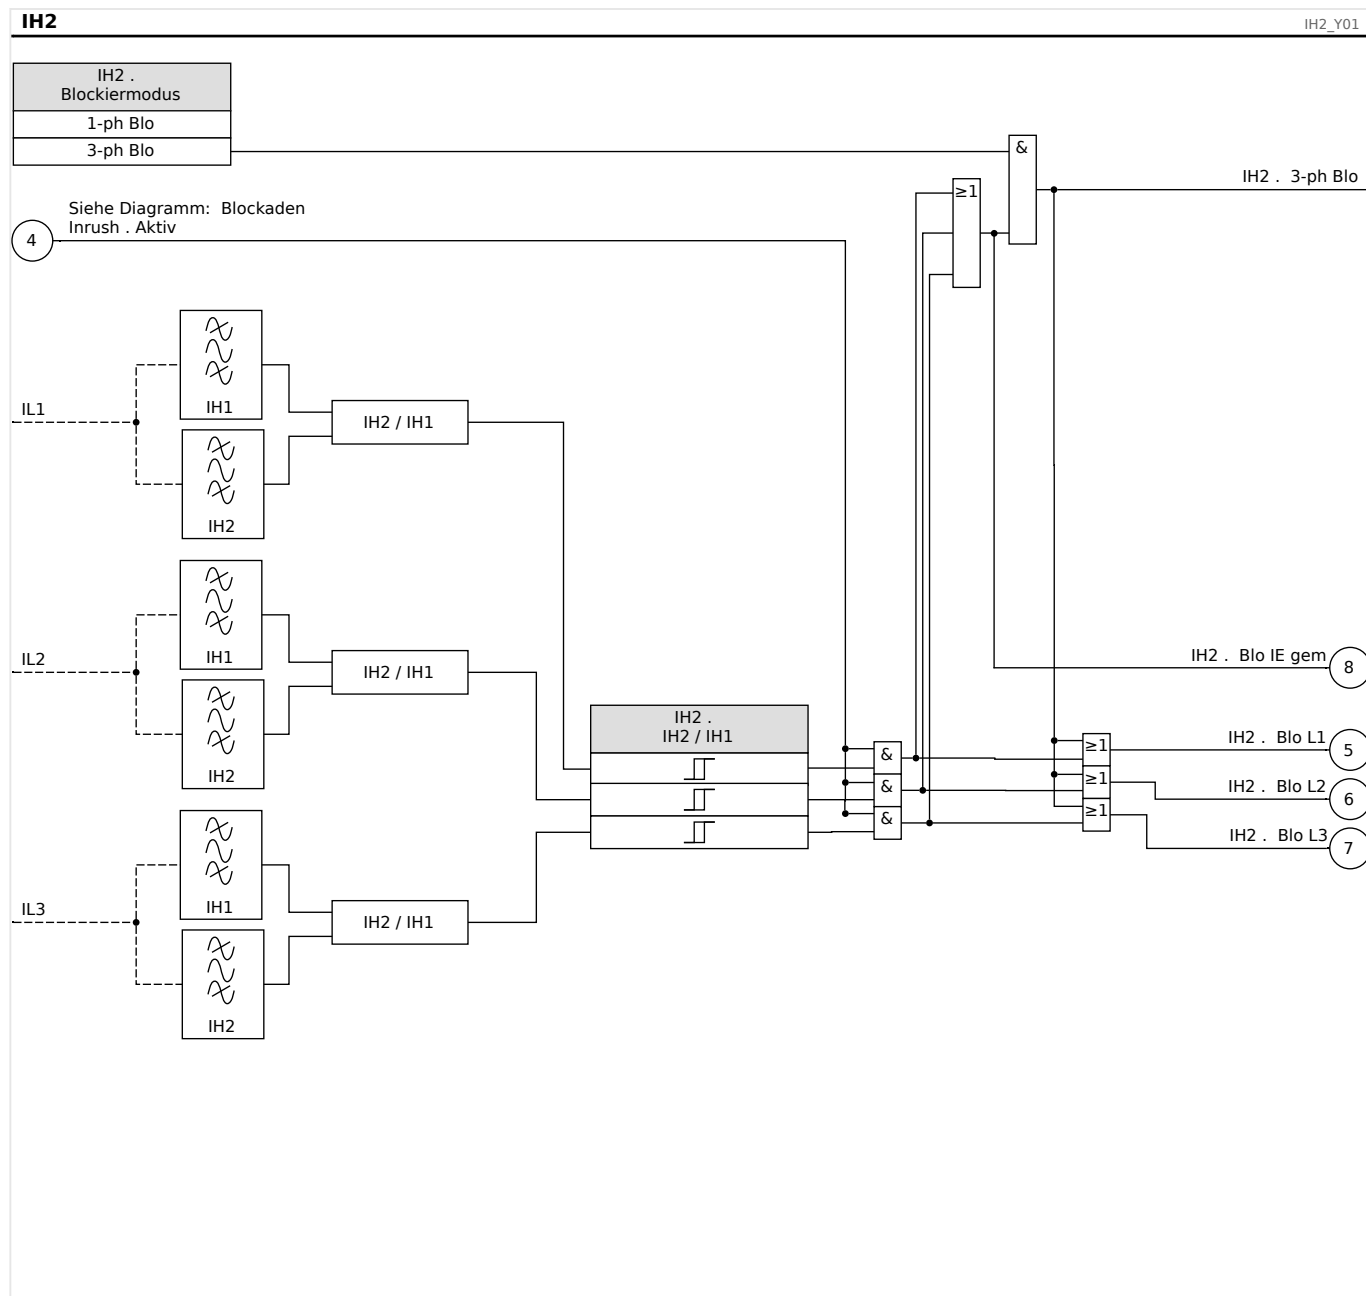 IH2
IH2_Y01
IH2 .
Blockiermodus
1-ph Blo
3-ph Blo
&
≥1
IH2 . 3-ph Blo
Siehe Diagramm: Blockaden
Inrush . Aktiv
4
IH1
IL1
IH2 / IH1
IH2
IH1
IL2
IH2 / IH1
IH2
IH2 . Blo IE gem
8
IH2 .
IH2 / IH1
&
&
&
≥1
≥1
≥1
IH2 . Blo L1
5
IH2 . Blo L2
6
IH2 . Blo L3
7
IH1
IL3
IH2 / IH1
IH2